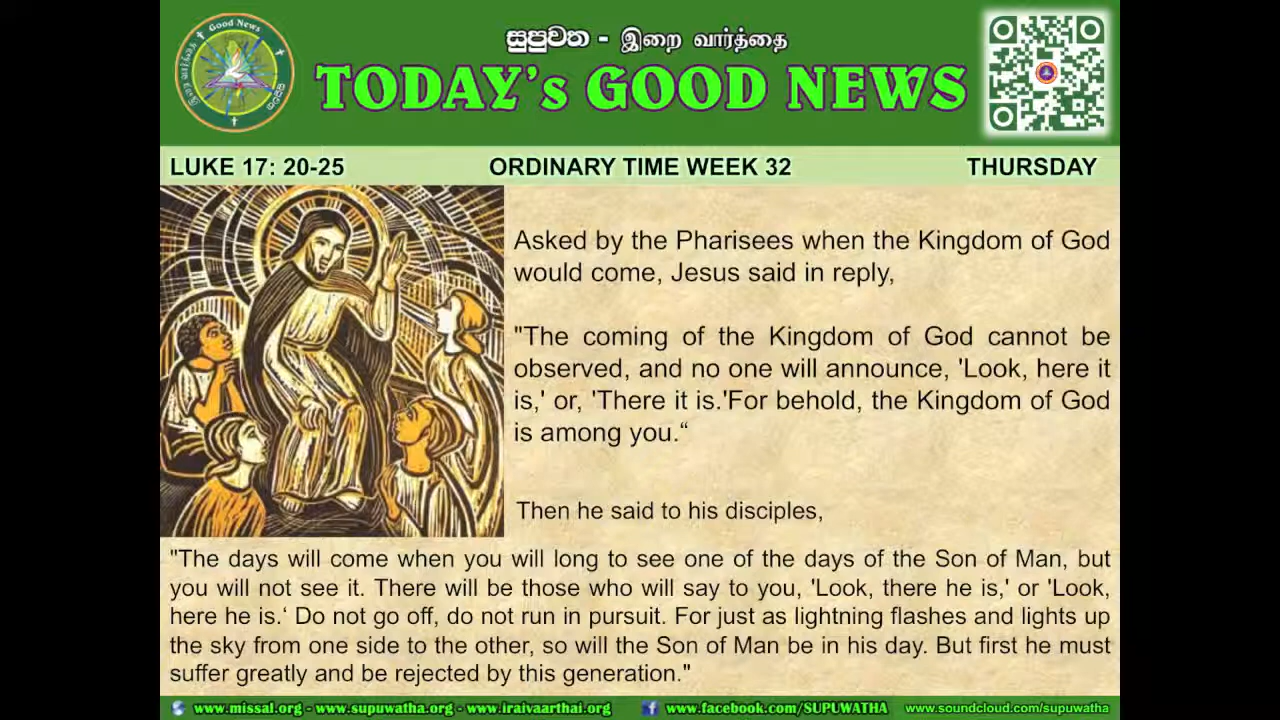 Good News
இறை வார்த்தை
සුපුවත
සුපුවත - இறை வார்த்தை
TODAY's GOOD NEWS
LUKE 17: 20-25 ORDINARY TIME WEEK 32 THURSDAY
Asked by the Pharisees when the Kingdom of God
would come, Jesus said in reply,
"The coming of the Kingdom of God cannot be
observed, and no one will announce, 'Look, here it
is,' or, 'There it is.'For behold, the Kingdom of God
is among you.“
Then he said to his disciples,
"The days will come when you will long to see one of the days of the Son of Man, but
you will not see it. There will be those who will say to you, 'Look, there he is,' or 'Look,
here he is.‘ Do not go off, do not run in pursuit. For just as lightning flashes and lights up
the sky from one side to the other, so will the Son of Man be in his day. But first he must
suffer greatly and be rejected by this generation."
www.missal.org - www.supuwatha.org - www.iraivaarthai.org www.facebook.com/SUPUWATHA www.soundcloud.com/supuwatha